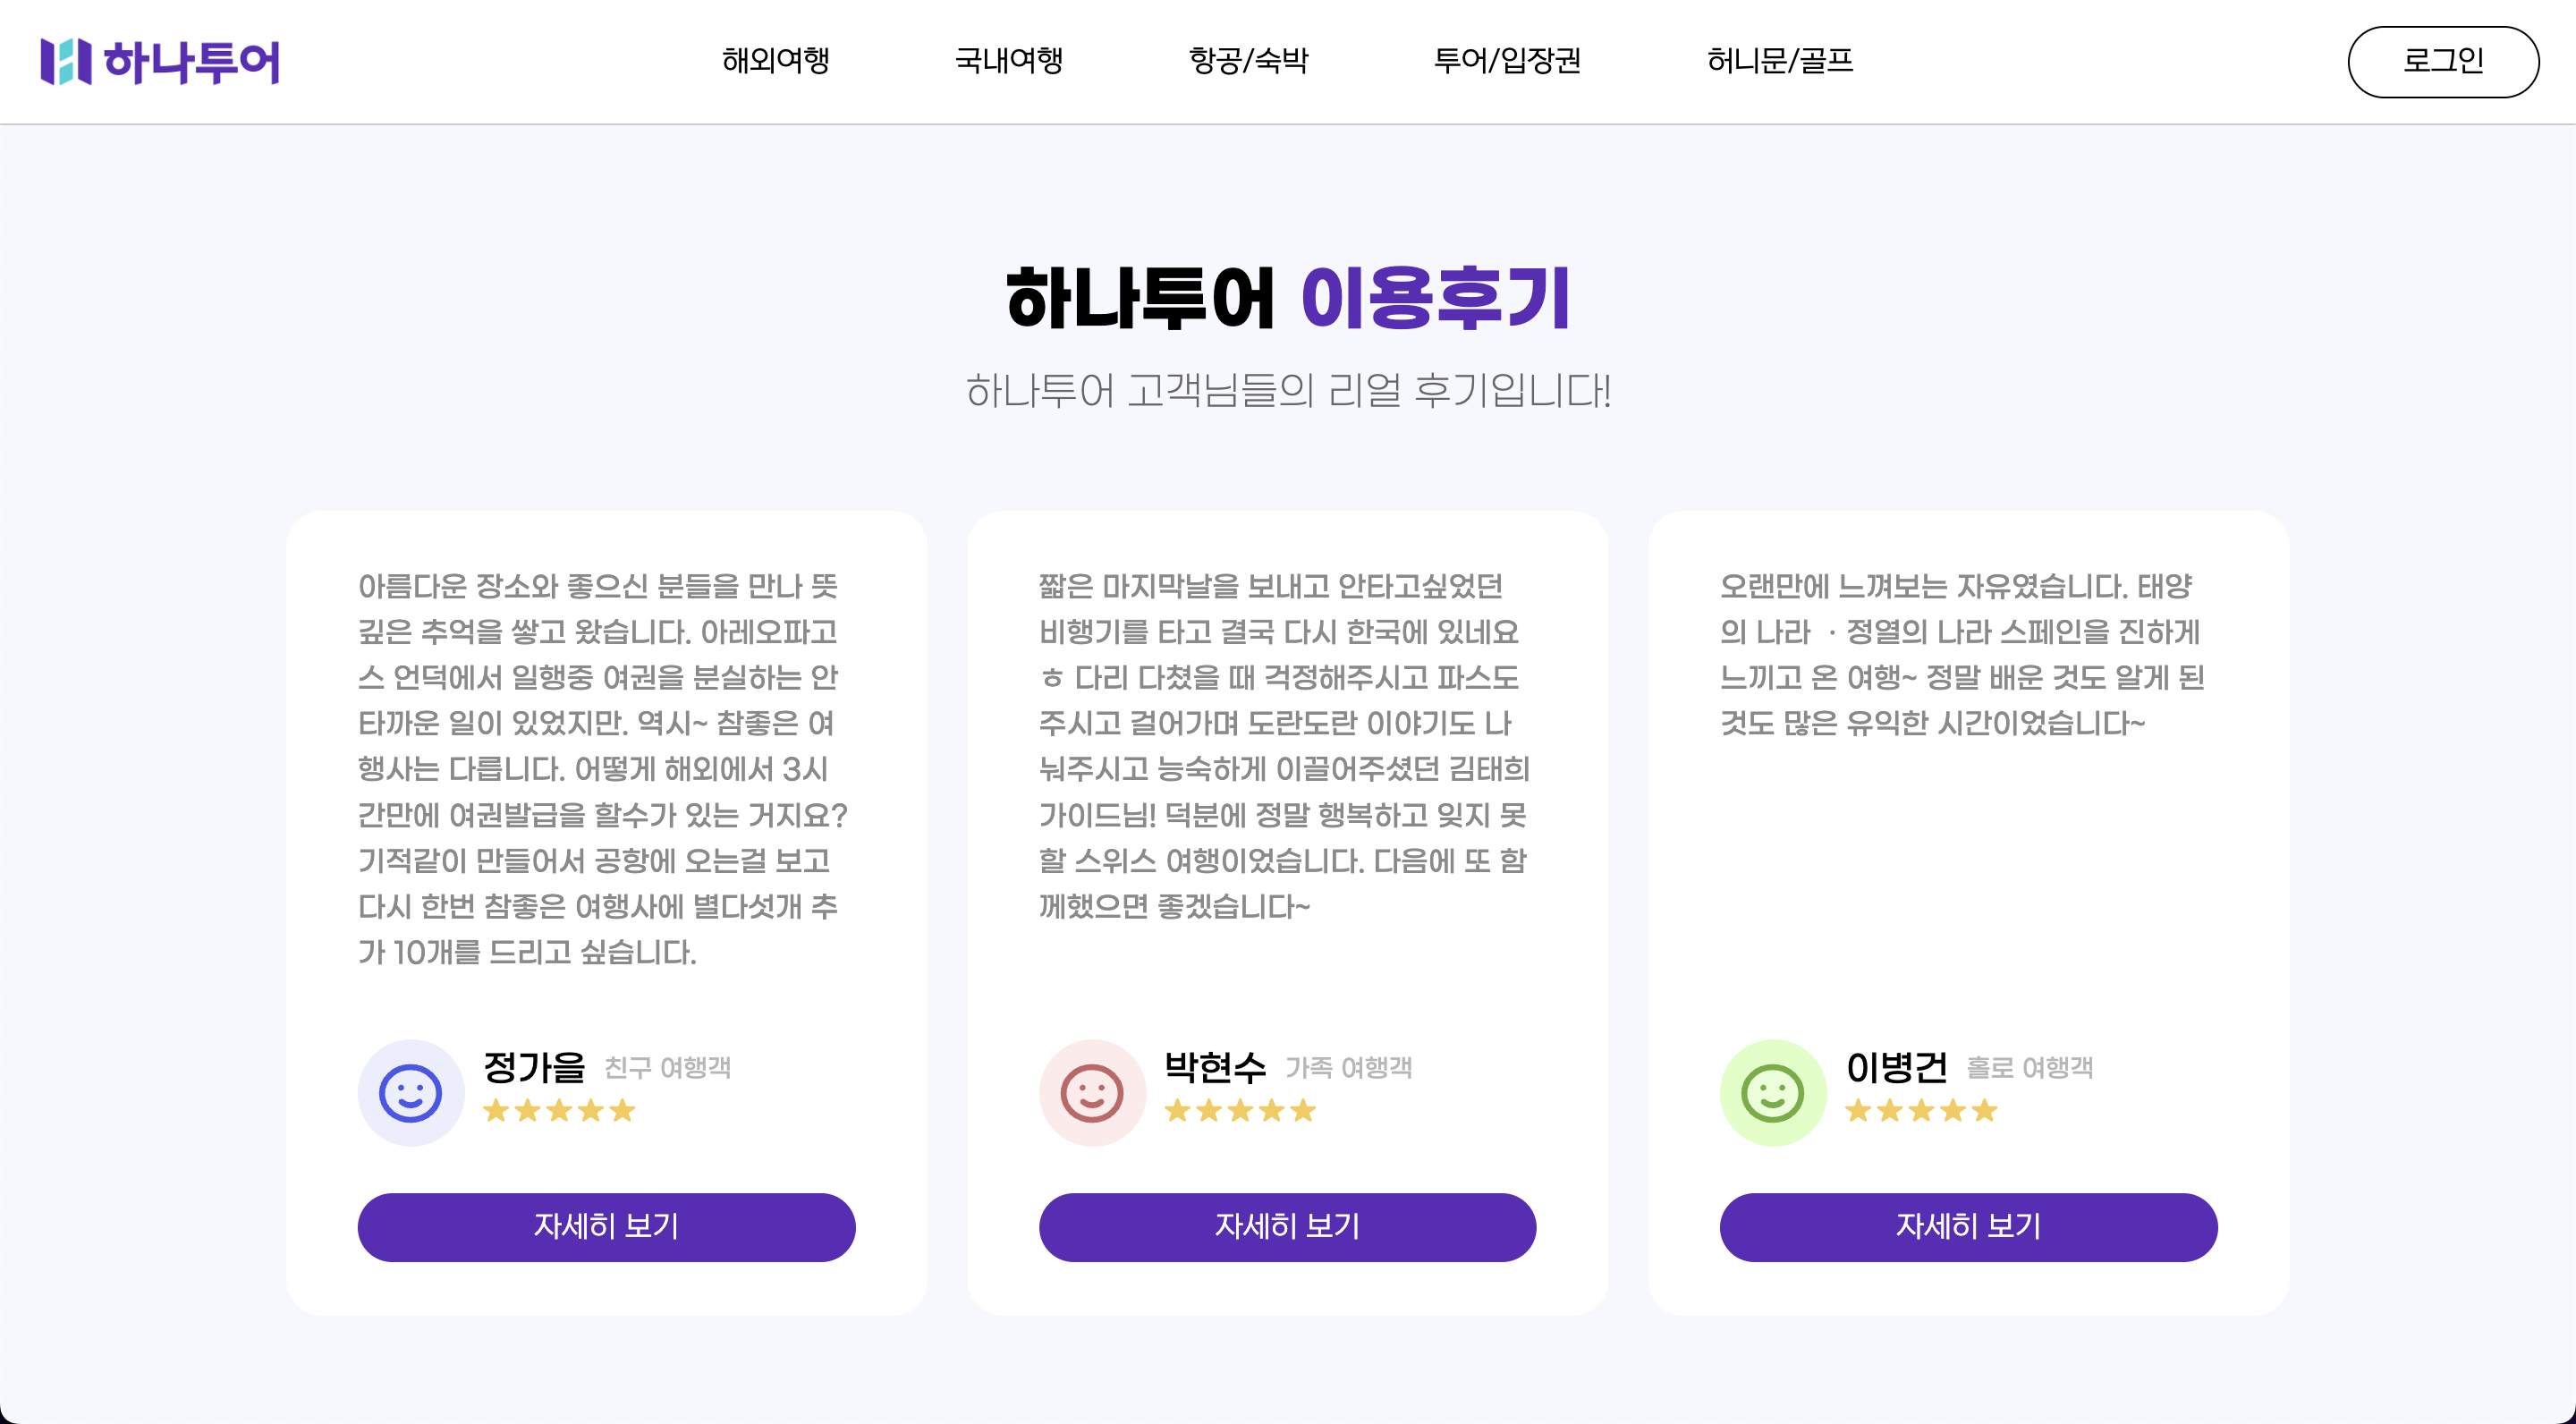 하나투어
해외여행
국내여행
항공/숙박
투어/입장권
허니문/골프
로그인
하나투어 이용후기
하나투어 고객님들의 리얼 후기입니다!
아름다운 장소와 좋으신 분들을 만나 뜻
깊은 추억을 쌓고 왔습니다. 아레오파고
스 언덕에서 일행중 여권을 분실하는 안
타까운 일이 있었지만. 역시~ 참좋은 여
행사는 다릅니다. 어떻게 해외에서 3시
간만에 여권발급을 할수가 있는 거지요?
기적같이 만들어서 공항에 오는걸 보고
다시 한번 참좋은 여행사에 별다섯개 추
가 10개를 드리고 싶습니다.
정가을 친구 여행객
자세히 보기
짧은 마지막날을 보내고 안타고싶었던
비행기를 타고 결국 다시 한국에 있네요
ㅎ 다리 다쳤을 때 걱정해주시고 파스도
주시고 걸어가며 도란도란 이야기도 나
눠주시고 능숙하게 이끌어주셨던 김태희
가이드님! 덕분에 정말 행복하고 잊지 못
할 스위스 여행이었습니다. 다음에 또 함
께했으면 좋겠습니다~
박현수 가족 여행객
자세히 보기
오랜만에 느껴보는 자유였습니다. 태양
의 나라 ㆍ정열의 나라 스페인을 진하게
느끼고 온 여행~ 정말 배운 것도 알게 된
것도 많은 유익한 시간이었습니다~
이병건 홀로 여행객
자세히 보기